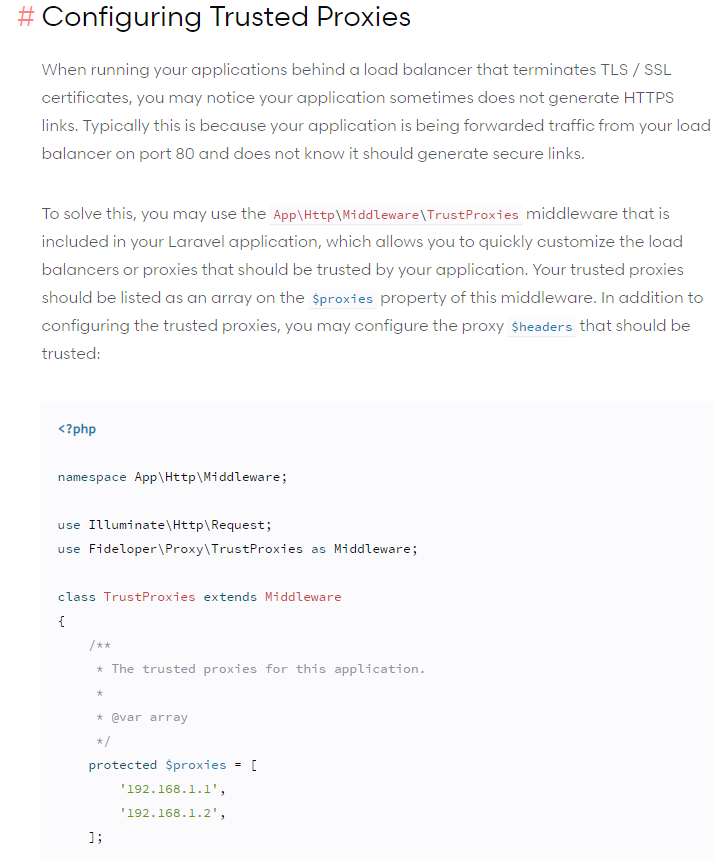 # Configuring Trusted Proxies
When running your applications behind a load balancer that terminates TLS / SSL
certificates, you may notice your application sometimes does not generate HTTPS
links. Typically this is because your application is being forwarded traffic from your load
balancer on port 80 and does not know it should generate secure links.
To solve this, you may use the App\Http\Middleware\TrustProxies middleware that is
included in your Laravel application, which allows you to quickly customize the load
balancers or proxies that should be trusted by your application. Your trusted proxies
should be listed as an array on the $proxies property of this middleware. In addition to
configuring the trusted proxies, you may configure the proxy $headers that should be
trusted:
<?php
namespace App\Http\Middleware;
use Illuminate\Http\Request;
use Fideloper\Proxy\TrustProxies as Middleware;
class TrustProxies extends Middleware
{
    /**
     * The trusted proxies for this application.
     *
     * @var array
     */
    protected $proxies = [
        '192.168.1.1',
        '192.168.1.2',
    ];